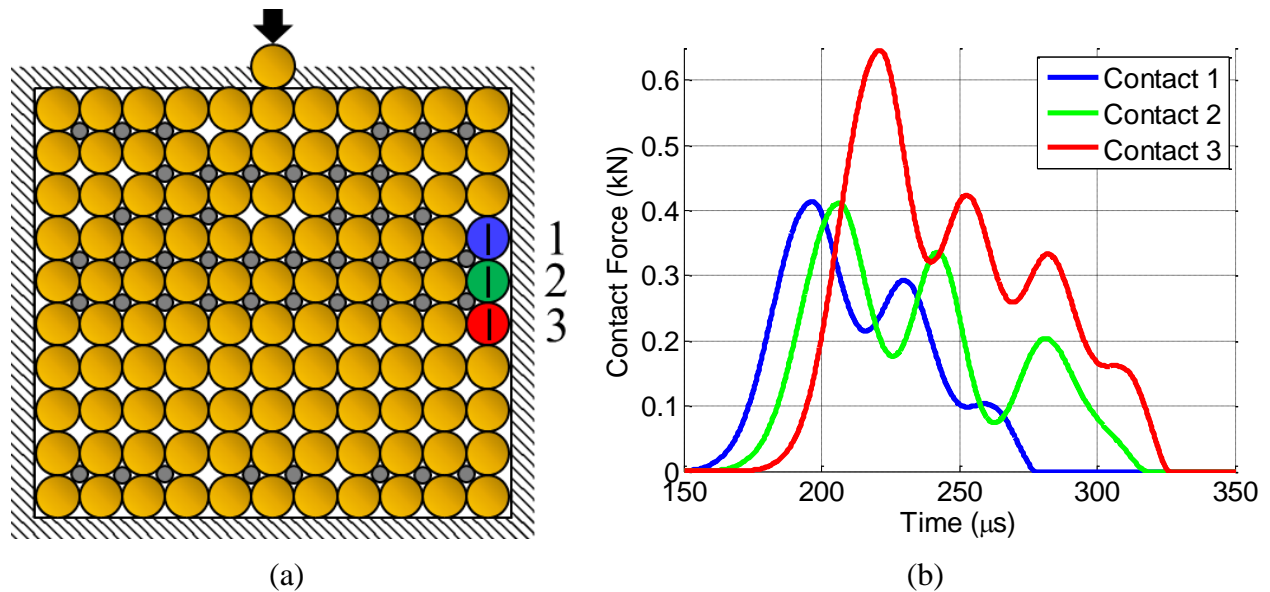 1
2
3
(a)
Contact Force (kN)
0.6
0.5
0.4
0.3
0.2
0.1
0
150
200
250
300
350
Time (μs)
Contact 1
Contact 2
Contact 3
(b)